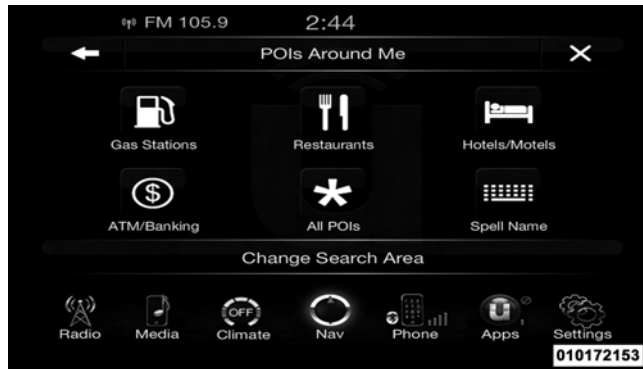 FM 105.9 2:44
POIs Around Me
Gas Stations Restaurants Hotels/Motels
ATM/Banking All POIs Spell Name
Change Search Area
OFF
Radio Media Climate Nav Phone Apps Settings
010172153